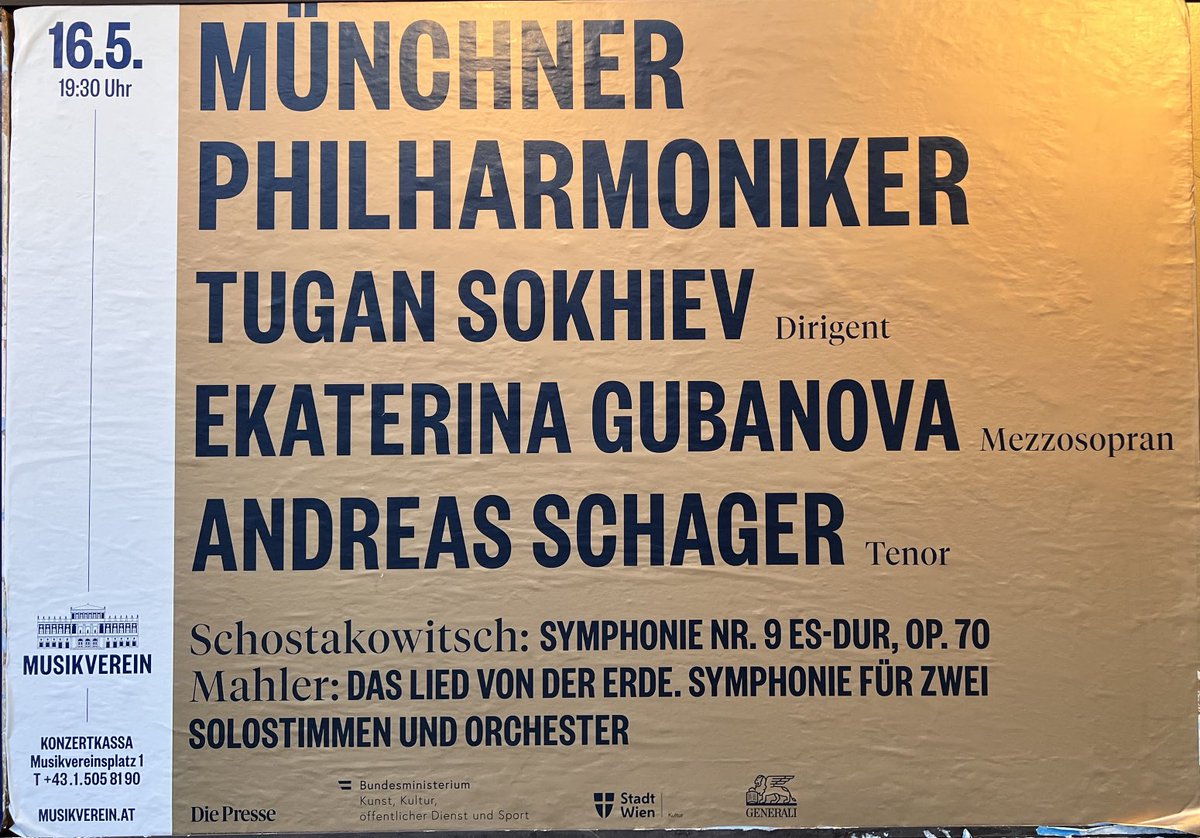 16.5.
19:30 Uhr
MÜNCHNER
PHILHARMONIKER
TUGAN SOKHIEV Dirigent
EKATERINA GUBANOVA Mezzosopran
ANDREAS SCHAGER Tenor
Schostakowitsch: SYMPHONIE NR. 9 ES-DUR, OP. 70
Mahler: DAS LIED VON DER ERDE. SYMPHONIE FÜR ZWEI
SOLOSTIMMEN UND ORCHESTER
MUSIKVEREIN
KONZERTKASSA
Musikvereinsplatz 1
T +43.1.505 81 90
MUSIKVEREIN.AT
Die Presse
Bundesministerium
Kunst, Kultur,
öffentlicher Dienst und Sport
Stadt
Wien Kultur
GENERALI